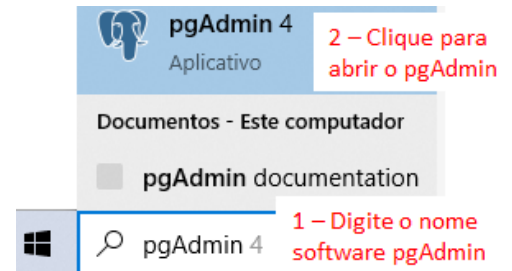 pgAdmin 4
Aplicativo
2 – Clique para
abrir o pgAdmin
Documentos - Este computador
pgAdmin documentation
pgAdmin 4
1 – Digite o nome
software pgAdmin